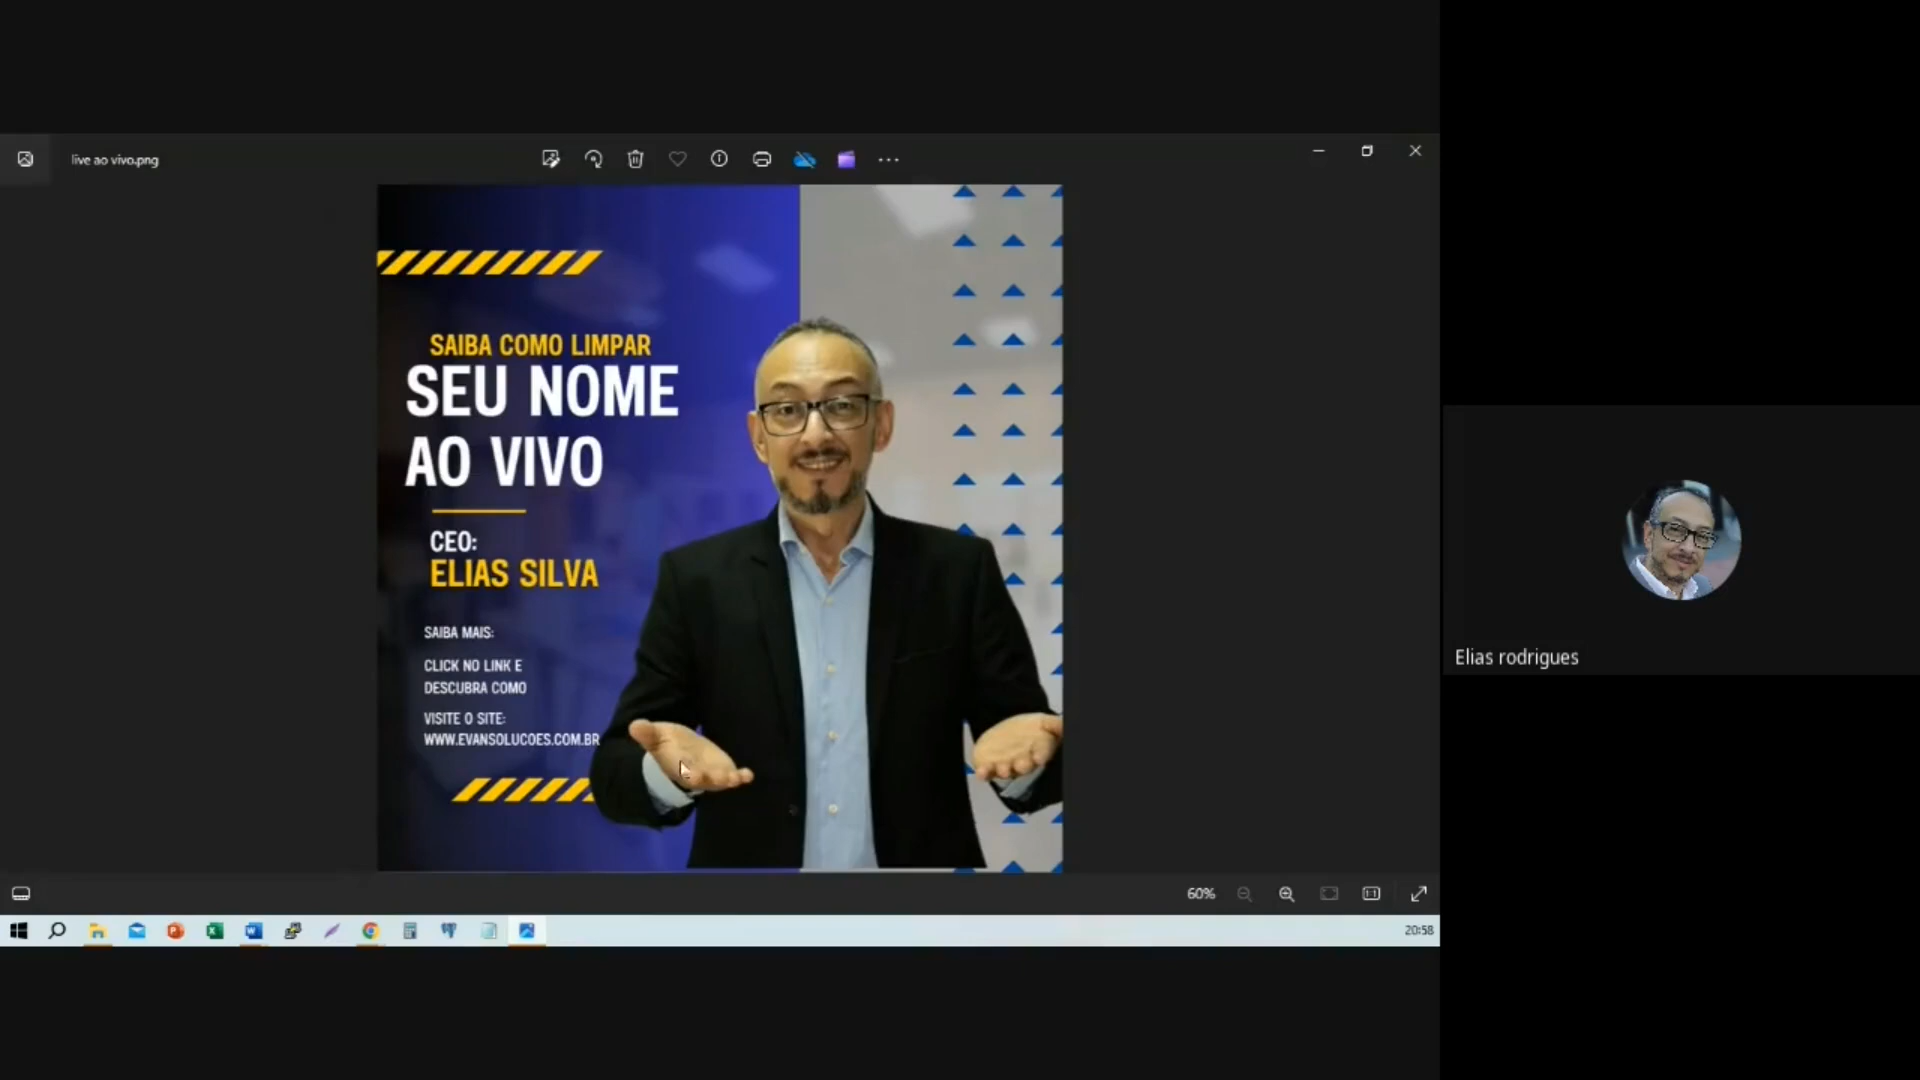 live ao vivo.png
SAIBA COMO LIMPAR
SEU NOME
AO VIVO
CEO:
ELIAS SILVA
SAIBA MAIS:
CLICK NO LINK E
DESCUBRA COMO
VISITE O SITE:
WWW.EVANSOLUCOES.COM.BR
Elias rodrigues
60%
20:58